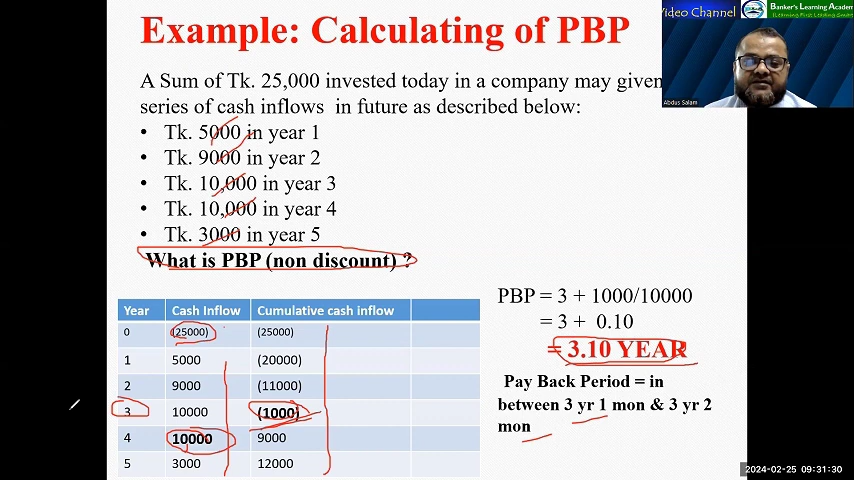 Example: Calculating of PBP
Video Channel
Banker's Learning Academ
(Learning First Leading
Abdus Salam
A Sum of Tk. 25,000 invested today in a company may given
series of cash inflows in future as described below:
• Tk. 5000 in year 1
• Tk. 9000 in year 2
• Tk. 10,000 in year 3
• Tk. 10,000 in year 4
• Tk. 3000 in year 5
What is PBP (non discount) ?
Year Cash Inflow Cumulative cash inflow
0 (25000) (25000)
1 5000 (20000)
2 9000 (11000)
3 10000 (1000)
4 10000 9000
5 3000 12000
PBP = 3 + 1000/10000
= 3 + 0.10
= 3.10 YEAR
Pay Back Period = in
between 3 yr 1 mon & 3 yr 2
mon
2024-02-25 09:31:30